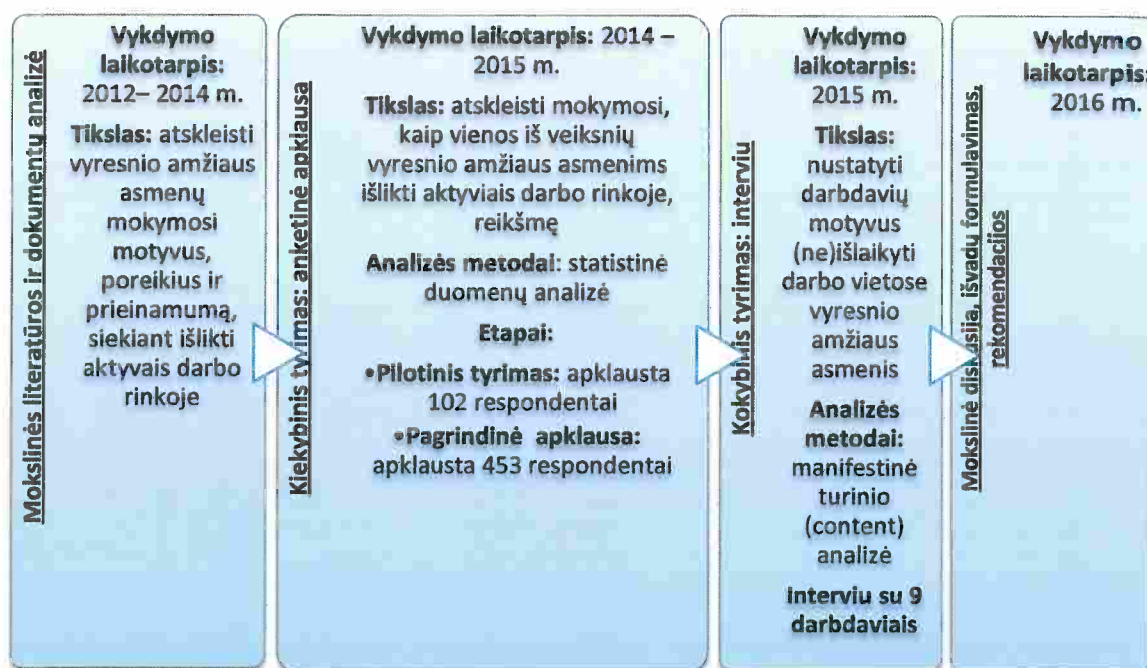 Mokslinės literatūros ir dokumentų analizė
Vykdymo
laikotarpis:
2012– 2014 m.
Tikslas: atskleisti
vyresnio amžiaus
asmenų
mokymosi
motyvus,
poreikius ir
prieinamumą,
siekiant išlikti
aktyvais darbo
rinkoje
Kiekybinis tyrimas: anketinė apklausa
Vykdymo laikotarpis: 2014 –
2015 m.
Tikslas: atskleisti mokymosi,
kaip vienos iš veiksnių
vyresnio amžiaus asmenims
išlikti aktyviais darbo rinkoje,
reikšmę
Analizės metodai: statistinė
duomenų analizė
Etapai:
•Pilotinis tyrimas: apklausta
102 respondentai
•Pagrindinė apklausa:
apklausta 453 respondentai
Kokybinis tyrimas: interviu
Vykdymo
laikotarpis:
2015 m.
Tikslas:
nustatyti
darbdavių
motyvus
(ne)išlaikyti
darbo vietose
vyresnio
amžiaus
asmenis
Analizės
metodai:
manifestinė
turinio
(content)
analizė
Interviu su 9
darbdaviais
Mokslinė diskusija, išvadų formulavimas,
rekomendacijos
Vykdymo
laikotarpis:
2016 m.